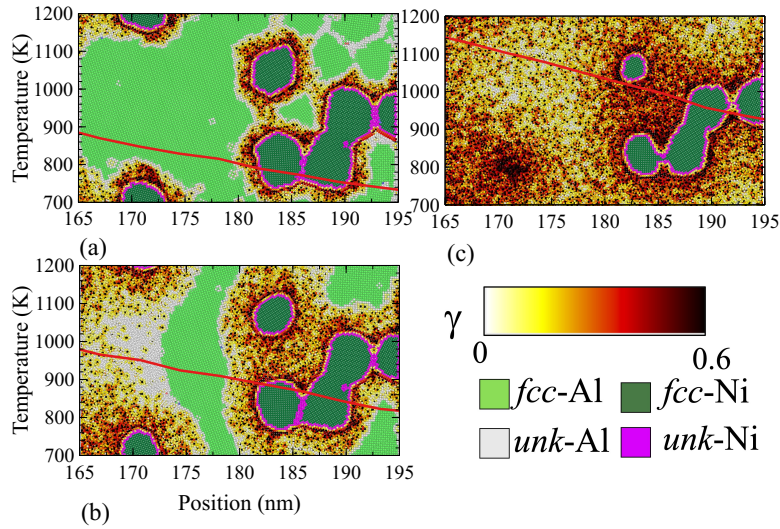 1200
1100
1000
900
800
700
Temperature (K)
165 170 175 180 185 190 195
(a)
1200
1100
1000
900
800
700
165 170 175 180 185 190 195
(c)
1200
1100
1000
900
800
700
Temperature (K)
165 170 175 180 185 190 195
Position (nm)
(b)
γ
0 0.6
fcc-Al fcc-Ni
unk-Al unk-Ni